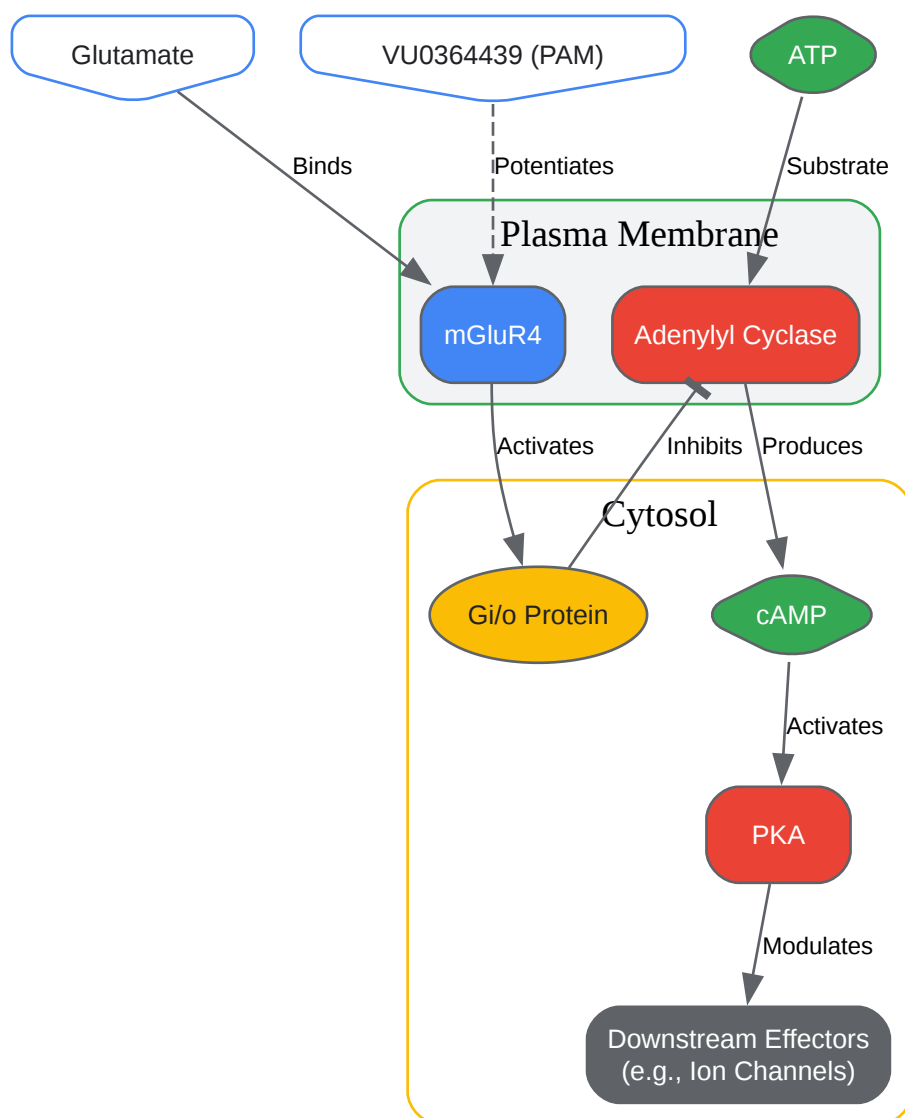 Glutamate
VU0364439 (PAM)
ATP
Binds
Potentiates
Substrate
Plasma Membrane
mGluR4
Adenylyl Cyclase
Activates
Inhibits
Produces
Cytosol
Gi/o Protein
cAMP
Activates
PKA
Modulates
Downstream Effectors
(e.g., Ion Channels)